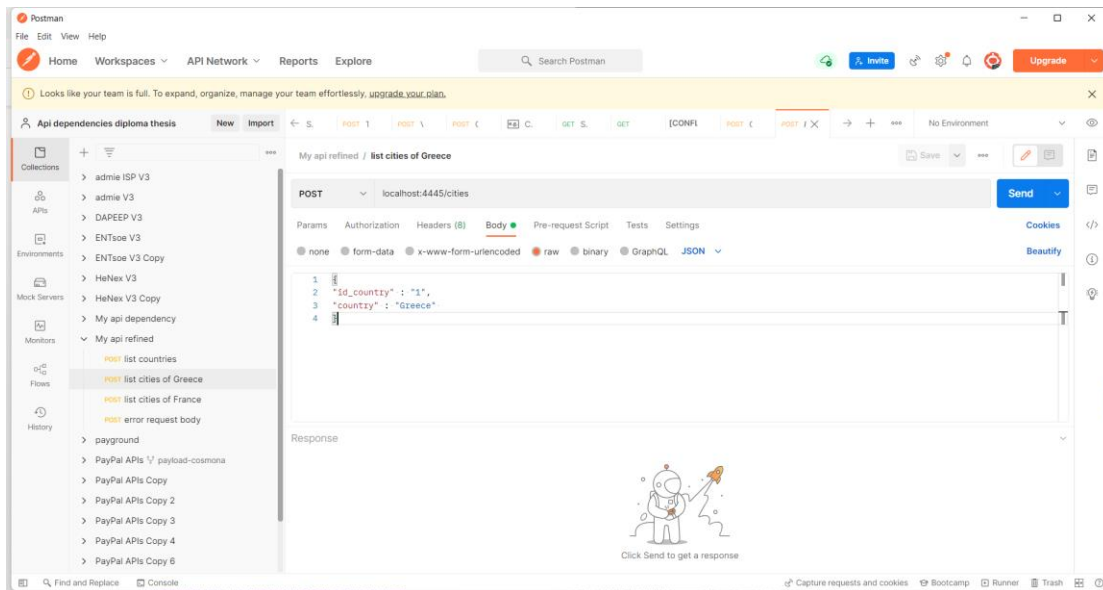 Postman
File Edit View Help
Home Workspaces API Network Reports Explore Search Postman Invite Upgrade
Looks like your team is full. To expand, organize, manage your team effortlessly, upgrade your plan.
Api dependencies diploma thesis New Import S. POST 1 POST \ POST ( C. GET S. GET [CONFL POST ( POST No Environment
Collections
APIs
Environments
Mock Servers
Monitors
Flows
History
admie ISP V3
admie V3
DAPEEP V3
ENTsoe V3
ENTsoe V3 Copy
HeNex V3
HeNex V3 Copy
My api dependency
My api refined
POST list countries
POST list cities of Greece
POST list cities of France
POST error request body
payground
PayPal APIs payload-cosmona
PayPal APIs Copy
PayPal APIs Copy 2
PayPal APIs Copy 3
PayPal APIs Copy 4
PayPal APIs Copy 6
My api refined / list cities of Greece Save
POST localhost:4445/cities Send
Params Authorization Headers (8) Body Pre-request Script Tests Settings Cookies
none form-data x-www-form-urlencoded raw binary GraphQL JSON Beautify
1 {
2 "id_country" : "1",
3 "country" : "Greece"
4 }
Response
Click Send to get a response
Find and Replace Console Capture requests and cookies Bootcamp Runner Trash